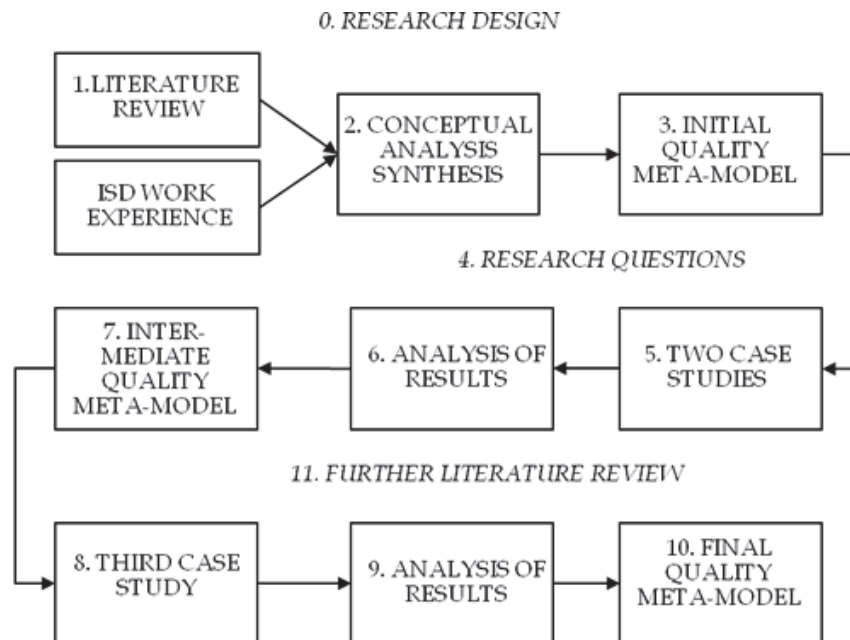 0. RESEARCH DESIGN
1.LITERATURE
REVIEW
ISD WORK
EXPERIENCE
2. CONCEPTUAL
ANALYSIS
SYNTHESIS
3. INITIAL
QUALITY
META-MODEL
4. RESEARCH QUESTIONS
7. INTER-
MEDIATE
QUALITY
META-MODEL
6. ANALYSIS OF
RESULTS
5. TWO CASE
STUDIES
11. FURTHER LITERATURE REVIEW
8. THIRD CASE
STUDY
9. ANALYSIS OF
RESULTS
10. FINAL
QUALITY
META-MODEL